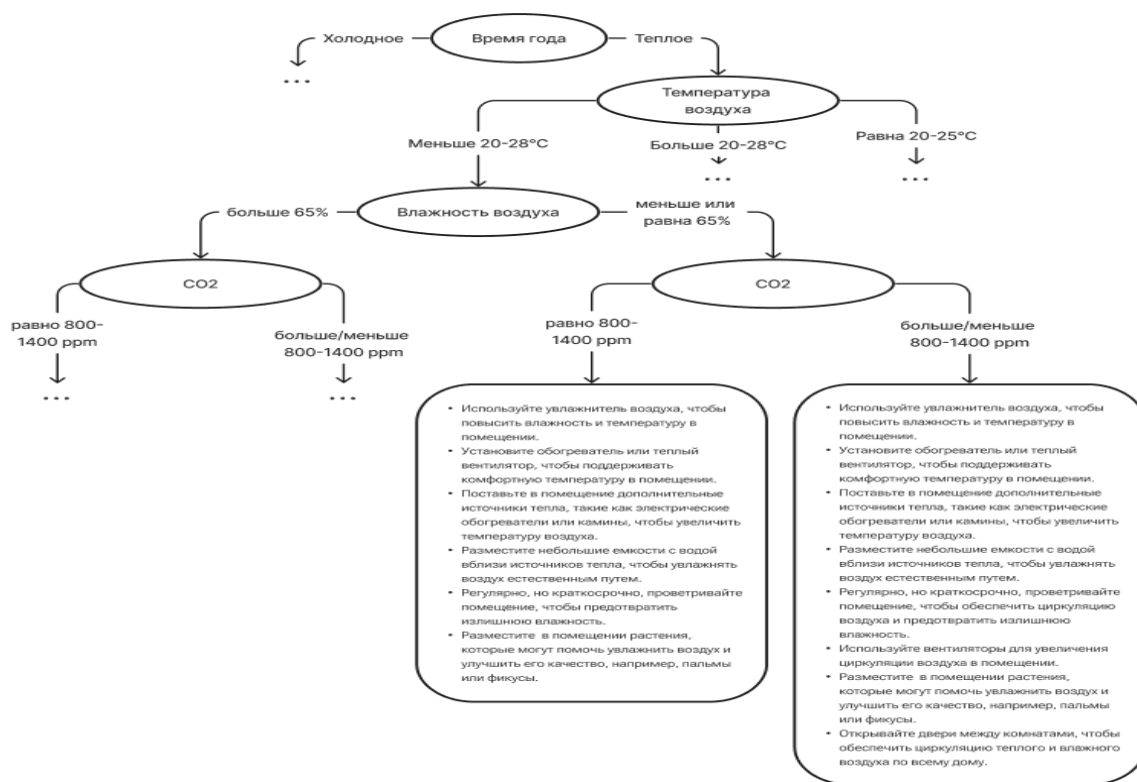 Холодное
Время года
Теплое
...
Температура
воздуха
Меньше 20-28°C
Больше 20-28°C
Равна 20-25°C
...
...
больше 65%
Влажность воздуха
меньше или
равна 65%
CO2
CO2
равно 800-
1400 ppm
больше/меньше
800-1400 ppm
равно 800-
1400 ppm
больше/меньше
800-1400 ppm
...
...
• Используйте увлажнитель воздуха, чтобы
повысить влажность и температуру в
помещении.
• Установите обогреватель или теплый
вентилятор, чтобы поддерживать
комфортную температуру в помещении.
• Поставьте в помещение дополнительные
источники тепла, такие как электрические
обогреватели или камины, чтобы увеличить
температуру воздуха.
• Разместите небольшие емкости с водой
вблизи источников тепла, чтобы увлажнять
воздух естественным путем.
• Регулярно, но краткосрочно, проветривайте
помещение, чтобы предотвратить
излишнюю влажность.
• Разместите в помещении растения,
которые могут помочь увлажнить воздух и
улучшить его качество, например, пальмы
или фикусы.
• Используйте увлажнитель воздуха, чтобы
повысить влажность и температуру в
помещении.
• Установите обогреватель или теплый
вентилятор, чтобы поддерживать
комфортную температуру в помещении.
• Поставьте в помещение дополнительные
источники тепла, такие как электрические
обогреватели или камины, чтобы увеличить
температуру воздуха.
• Разместите небольшие емкости с водой
вблизи источников тепла, чтобы увлажнять
воздух естественным путем.
• Регулярно, но краткосрочно, проветривайте
помещение, чтобы обеспечить циркуляцию
воздуха и предотвратить излишнюю
влажность.
• Используйте вентиляторы для увеличения
циркуляции воздуха в помещении.
• Разместите в помещении растения,
которые могут помочь увлажнить воздух и
улучшить его качество, например, пальмы
или фикусы.
• Открывайте двери между комнатами, чтобы
обеспечить циркуляцию теплого и влажного
воздуха по всему дому.